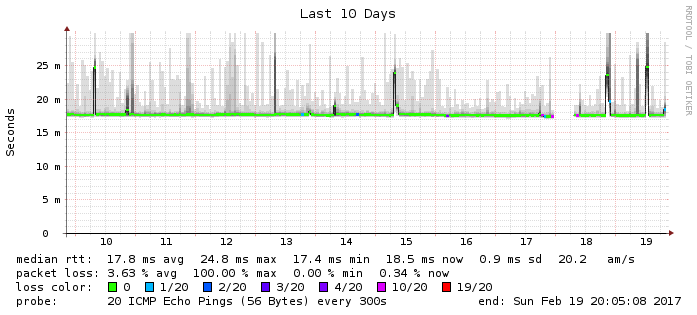 Last 10 Days
RRDTOOL / TOBI OETIKER
Seconds
25 m
20 m
15 m
10 m
5 m
0
10 11 12 13 14 15 16 17 18 19
median rtt: 17.8 ms avg 24.8 ms max 17.4 ms min 18.5 ms now 0.9 ms sd 20.2 am/s
packet loss: 3.63 % avg 100.00 % max 0.00 % min 0.34 % now
loss color: 0 1/20 2/20 3/20 4/20 10/20 19/20
probe: 20 ICMP Echo Pings (56 Bytes) every 300s end: Sun Feb 19 20:05:08 2017